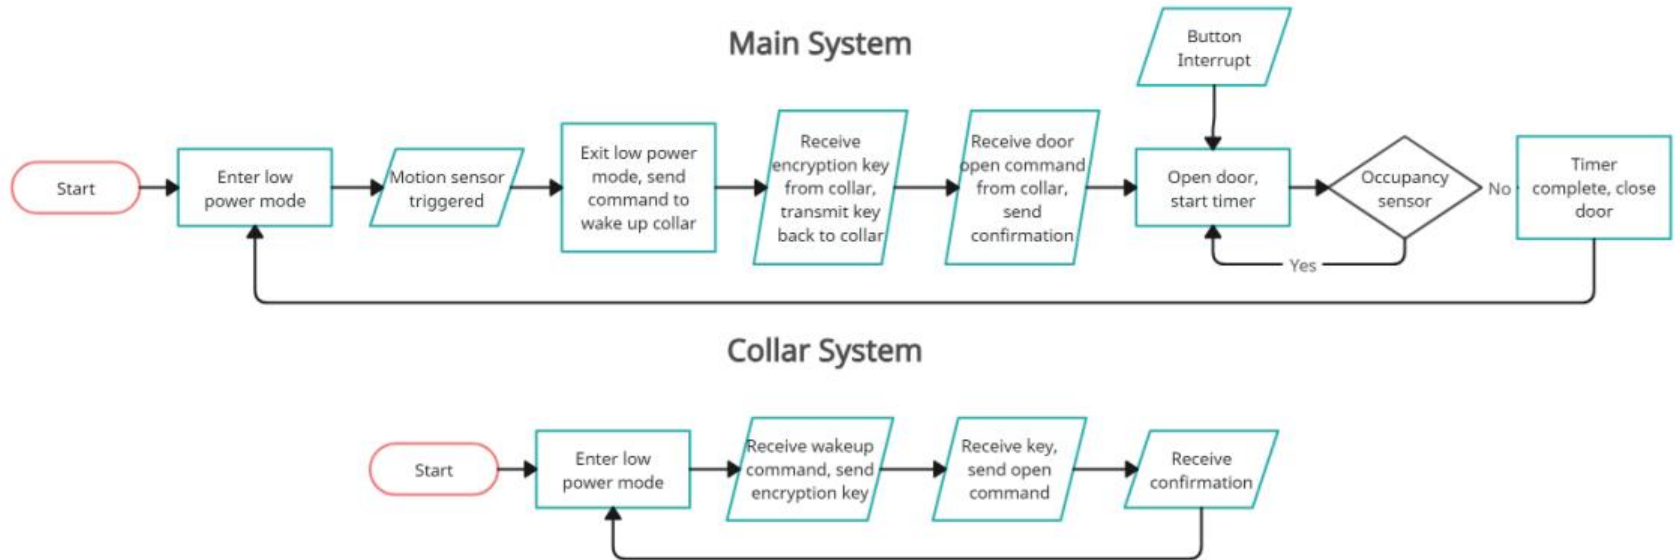 Main System
Button
Interrupt
Start
Enter low
power mode
Motion sensor
triggered
Exit low power
mode, send
command to
wake up collar
Receive
encryption key
from collar,
transmit key
back to collar
Receive door
open command
from collar,
send
confirmation
Open door,
start timer
Occupancy
sensor
No
Timer
complete, close
door
Yes
Collar System
Start
Enter low
power mode
Receive wakeup
command, send
encryption key
Receive key,
send open
command
Receive
confirmation